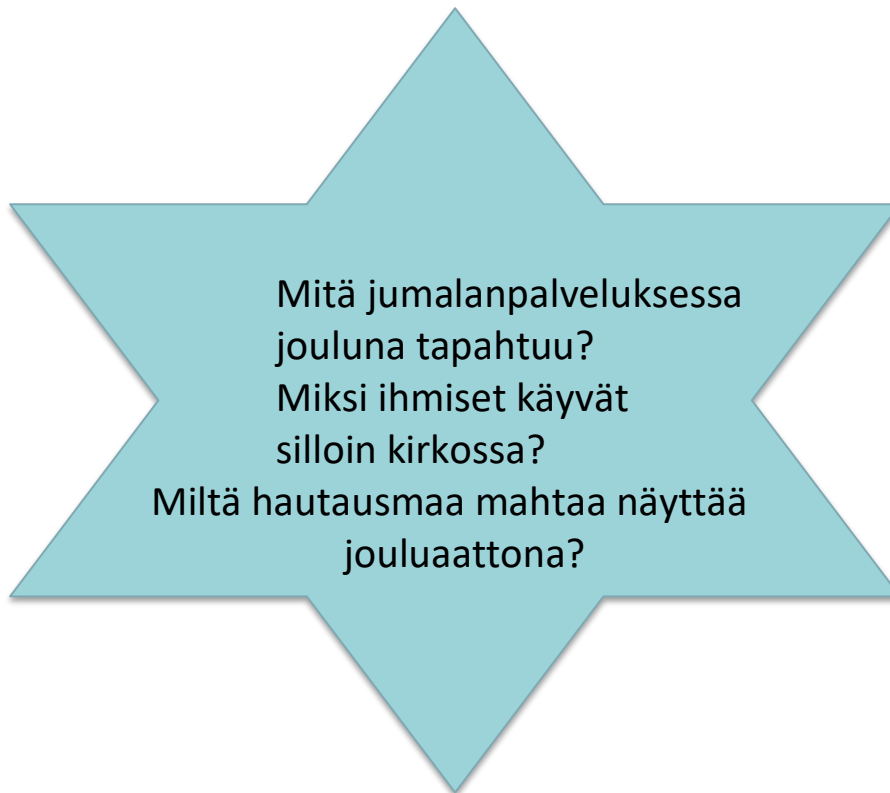 Mitä jumalanpalveluksessa
jouluna tapahtuu?
Miksi ihmiset käyvät
silloin kirkossa?
Miltä hautausmaa mahtaa näyttää
jouluaattona?